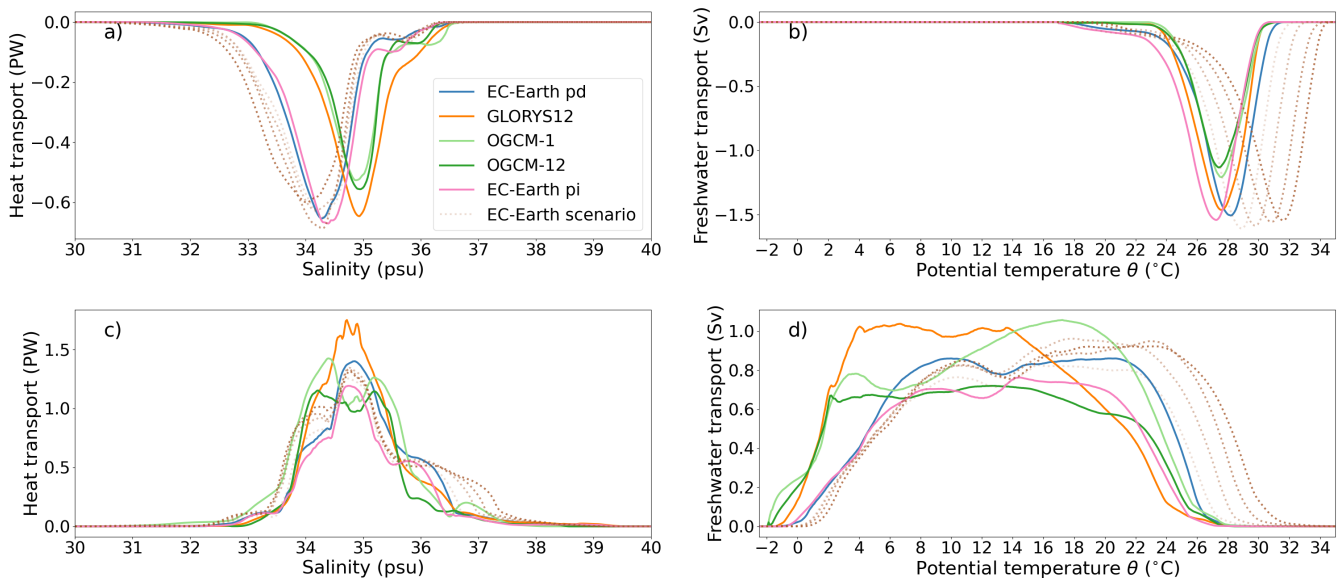 a)
0.0
−0.2
−0.4
−0.6
Heat transport (PW)
EC-Earth pd
GLORYS12
OGCM-1
OGCM-12
EC-Earth pi
EC-Earth scenario
30 31 32 33 34 35 36 37 38 39 40
Salinity (psu)
b)
0.0
−0.5
−1.0
−1.5
Freshwater transport (Sv)
−2 0 2 4 6 8 10 12 14 16 18 20 22 24 26 28 30 32 34
Potential temperature θ (°C)
c)
1.5
1.0
0.5
0.0
Heat transport (PW)
30 31 32 33 34 35 36 37 38 39 40
Salinity (psu)
d)
1.0
0.8
0.6
0.4
0.2
0.0
Freshwater transport (Sv)
−2 0 2 4 6 8 10 12 14 16 18 20 22 24 26 28 30 32 34
Potential temperature θ (°C)